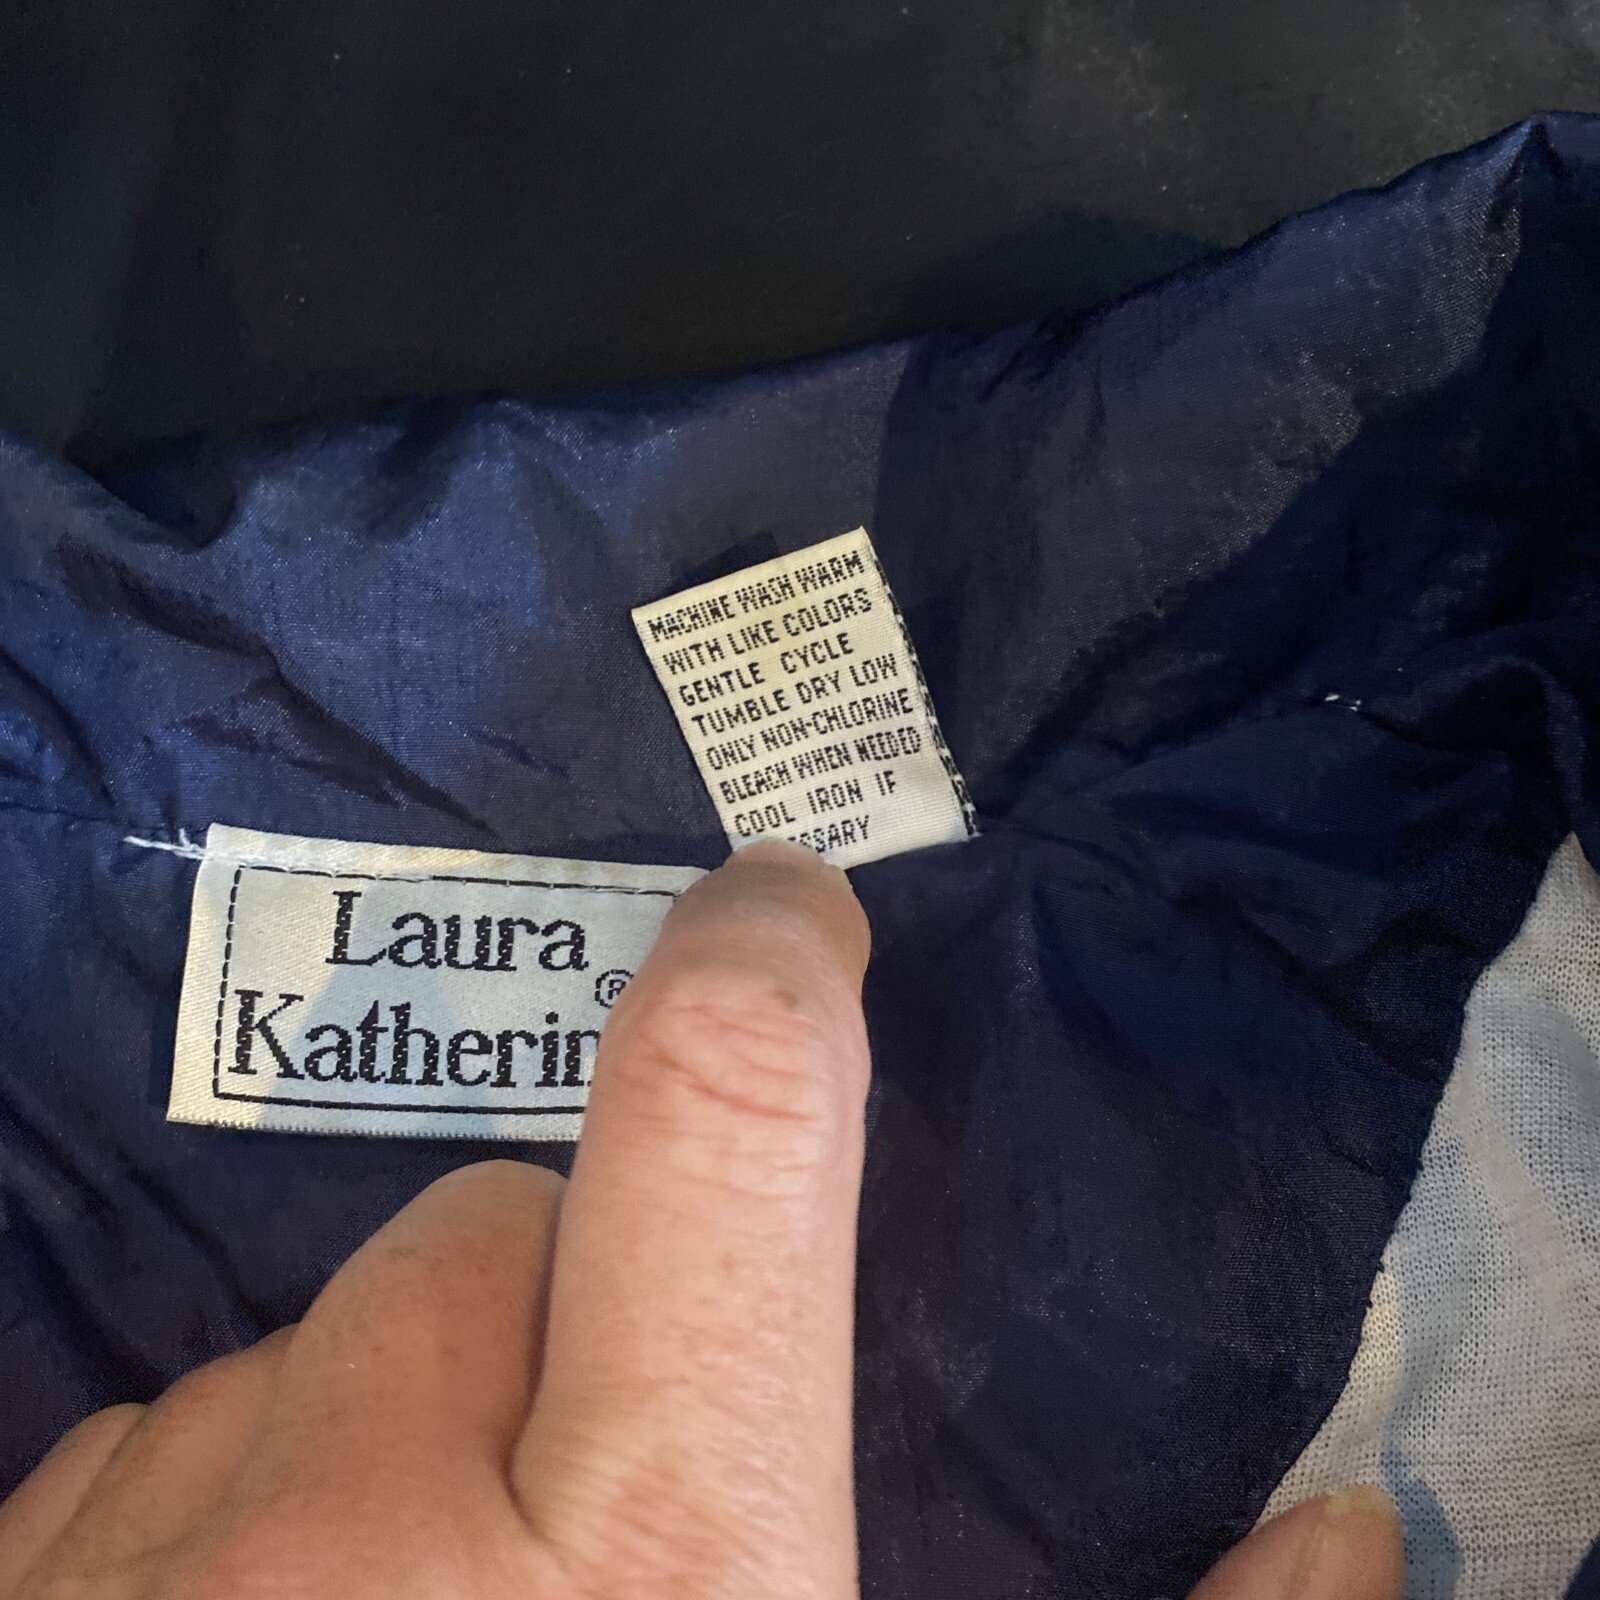 MACHINE WASH WARM
WITH LIKE COLORS
GENTLE CYCLE
TUMBLE DRY LOW
ONLY NON-CHLORINE
BLEACH WHEN NEEDED
COOL IRON IF
SSARY
Laura
Katherin®